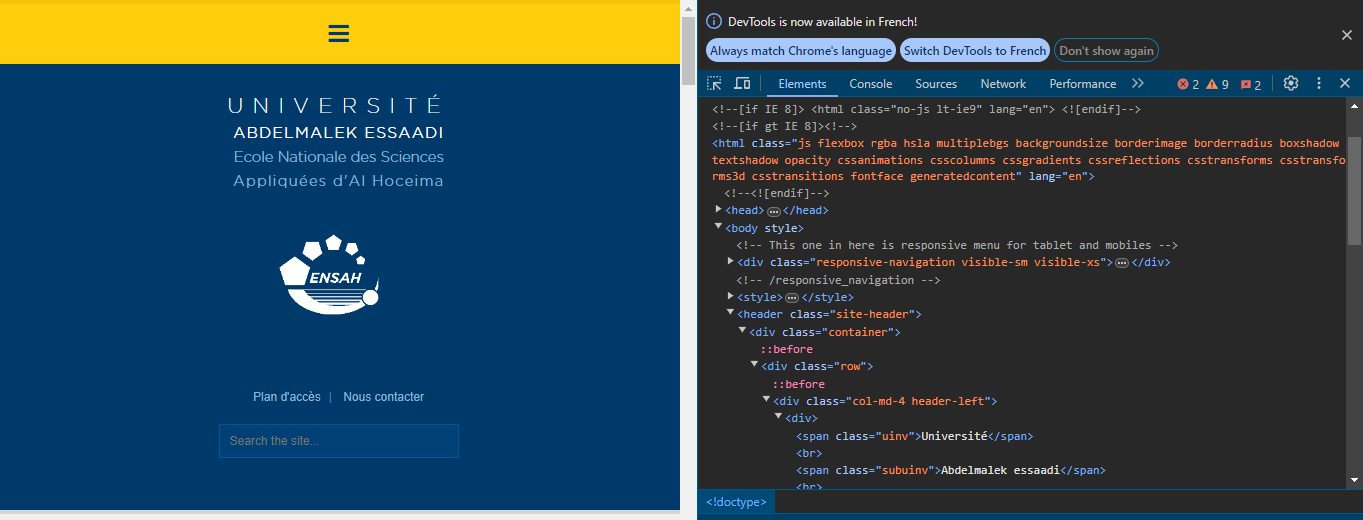 UNIVERSITÉ
ABDELMALEK ESSAADI
Ecole Nationale des Sciences
Appliquées d'Al Hoceima
ENSAH
Plan d'accès | Nous contacter
Search the site...
DevTools is now available in French!
Always match Chrome's language Switch DevTools to French Don't show again
Elements Console Sources Network Performance 2 9 2
<!--[if IE 8]> <html class="no-js lt-ie9" lang="en"> <![endif]-->
<!--[if gt IE 8]><!-->
<html class="js flexbox rgba hsla multiplebgs backgroundsize borderimage borderradius boxshadow
textshadow opacity cssanimations csscolumns cssgradients cssreflections csstransforms csstransfo
rms3d csstransitions fontface generatedcontent" lang="en">
<!--<![endif]-->
<head> … </head>
<body style>
<!-- This one in here is responsive menu for tablet and mobiles -->
<div class="responsive-navigation visible-sm visible-xs"> … </div>
<!-- /responsive_navigation -->
<style> … </style>
<header class="site-header">
<div class="container">
::before
<div class="row">
::before
<div class="col-md-4 header-left">
<div>
<span class="uinv">Université</span>
<br>
<span class="subuinv">Abdelmalek essaadi</span>
<br>
<!doctype>